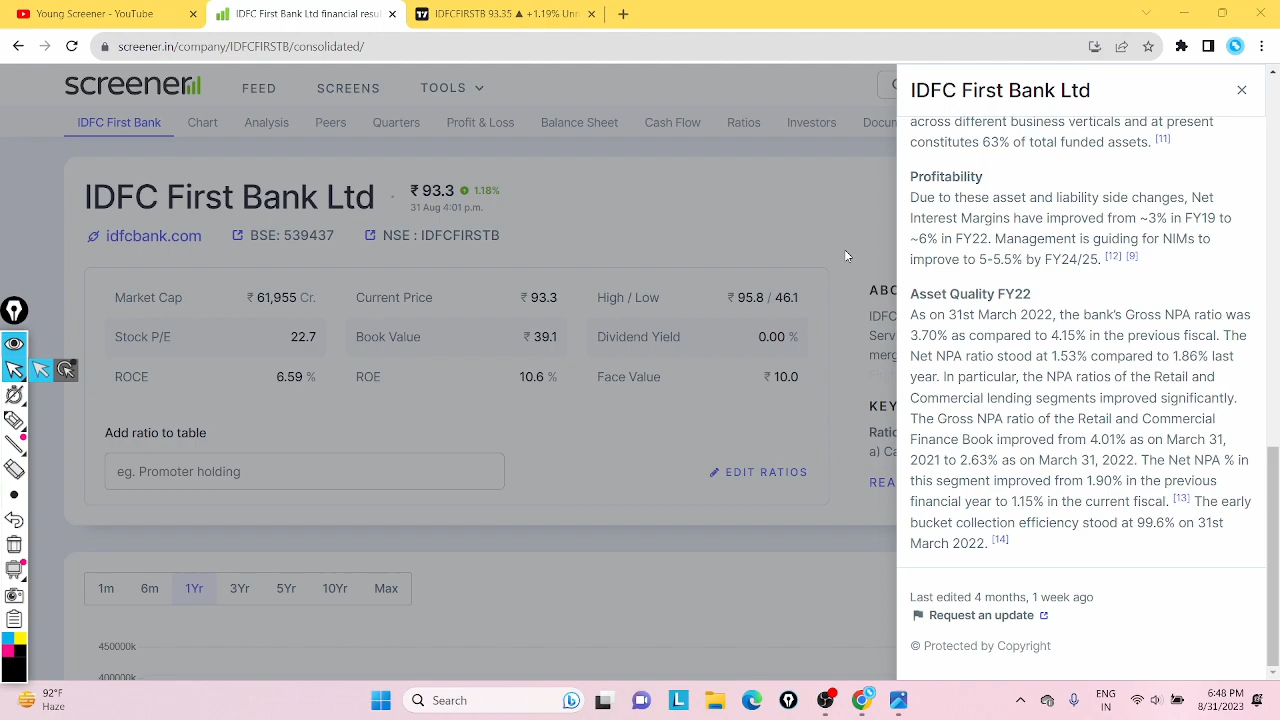 Young Screener - YouTube
IDFC First Bank Ltd financial resul
IDFCFIRSTB 93.35 ▲ +1.19% Unn
screener.in/company/IDFCFIRSTB/consolidated/
screener
FEED
SCREENS
TOOLS
IDFC First Bank
Chart
Analysis
Peers
Quarters
Profit & Loss
Balance Sheet
Cash Flow
Ratios
Investors
Docun
IDFC First Bank Ltd
₹ 93.3
1.18%
31 Aug 4:01 p.m.
idfcbank.com
BSE: 539437
NSE : IDFCFIRSTB
Market Cap ₹ 61,955 Cr.
Current Price ₹ 93.3
High / Low ₹ 95.8 / 46.1
Stock P/E 22.7
Book Value ₹ 39.1
Dividend Yield 0.00 %
ROCE 6.59 %
ROE 10.6 %
Face Value ₹ 10.0
Add ratio to table
eg. Promoter holding
EDIT RATIOS
ABC
IDFC
Serv
merg
KEY
Ratio
a) Ca
REA
1m 6m 1Yr 3Yr 5Yr 10Yr Max
450000k
400000k
IDFC First Bank Ltd
across different business verticals and at present
constitutes 63% of total funded assets. [11]
Profitability
Due to these asset and liability side changes, Net
Interest Margins have improved from ~3% in FY19 to
~6% in FY22. Management is guiding for NIMs to
improve to 5-5.5% by FY24/25. [12] [9]
Asset Quality FY22
As on 31st March 2022, the bank's Gross NPA ratio was
3.70% as compared to 4.15% in the previous fiscal. The
Net NPA ratio stood at 1.53% compared to 1.86% last
year. In particular, the NPA ratios of the Retail and
Commercial lending segments improved significantly.
The Gross NPA ratio of the Retail and Commercial
Finance Book improved from 4.01% as on March 31,
2021 to 2.63% as on March 31, 2022. The Net NPA % in
this segment improved from 1.90% in the previous
financial year to 1.15% in the current fiscal. [13] The early
bucket collection efficiency stood at 99.6% on 31st
March 2022. [14]
Last edited 4 months, 1 week ago
Request an update
© Protected by Copyright
92°F
Haze
Search
ENG
IN
6:48 PM
8/31/2023